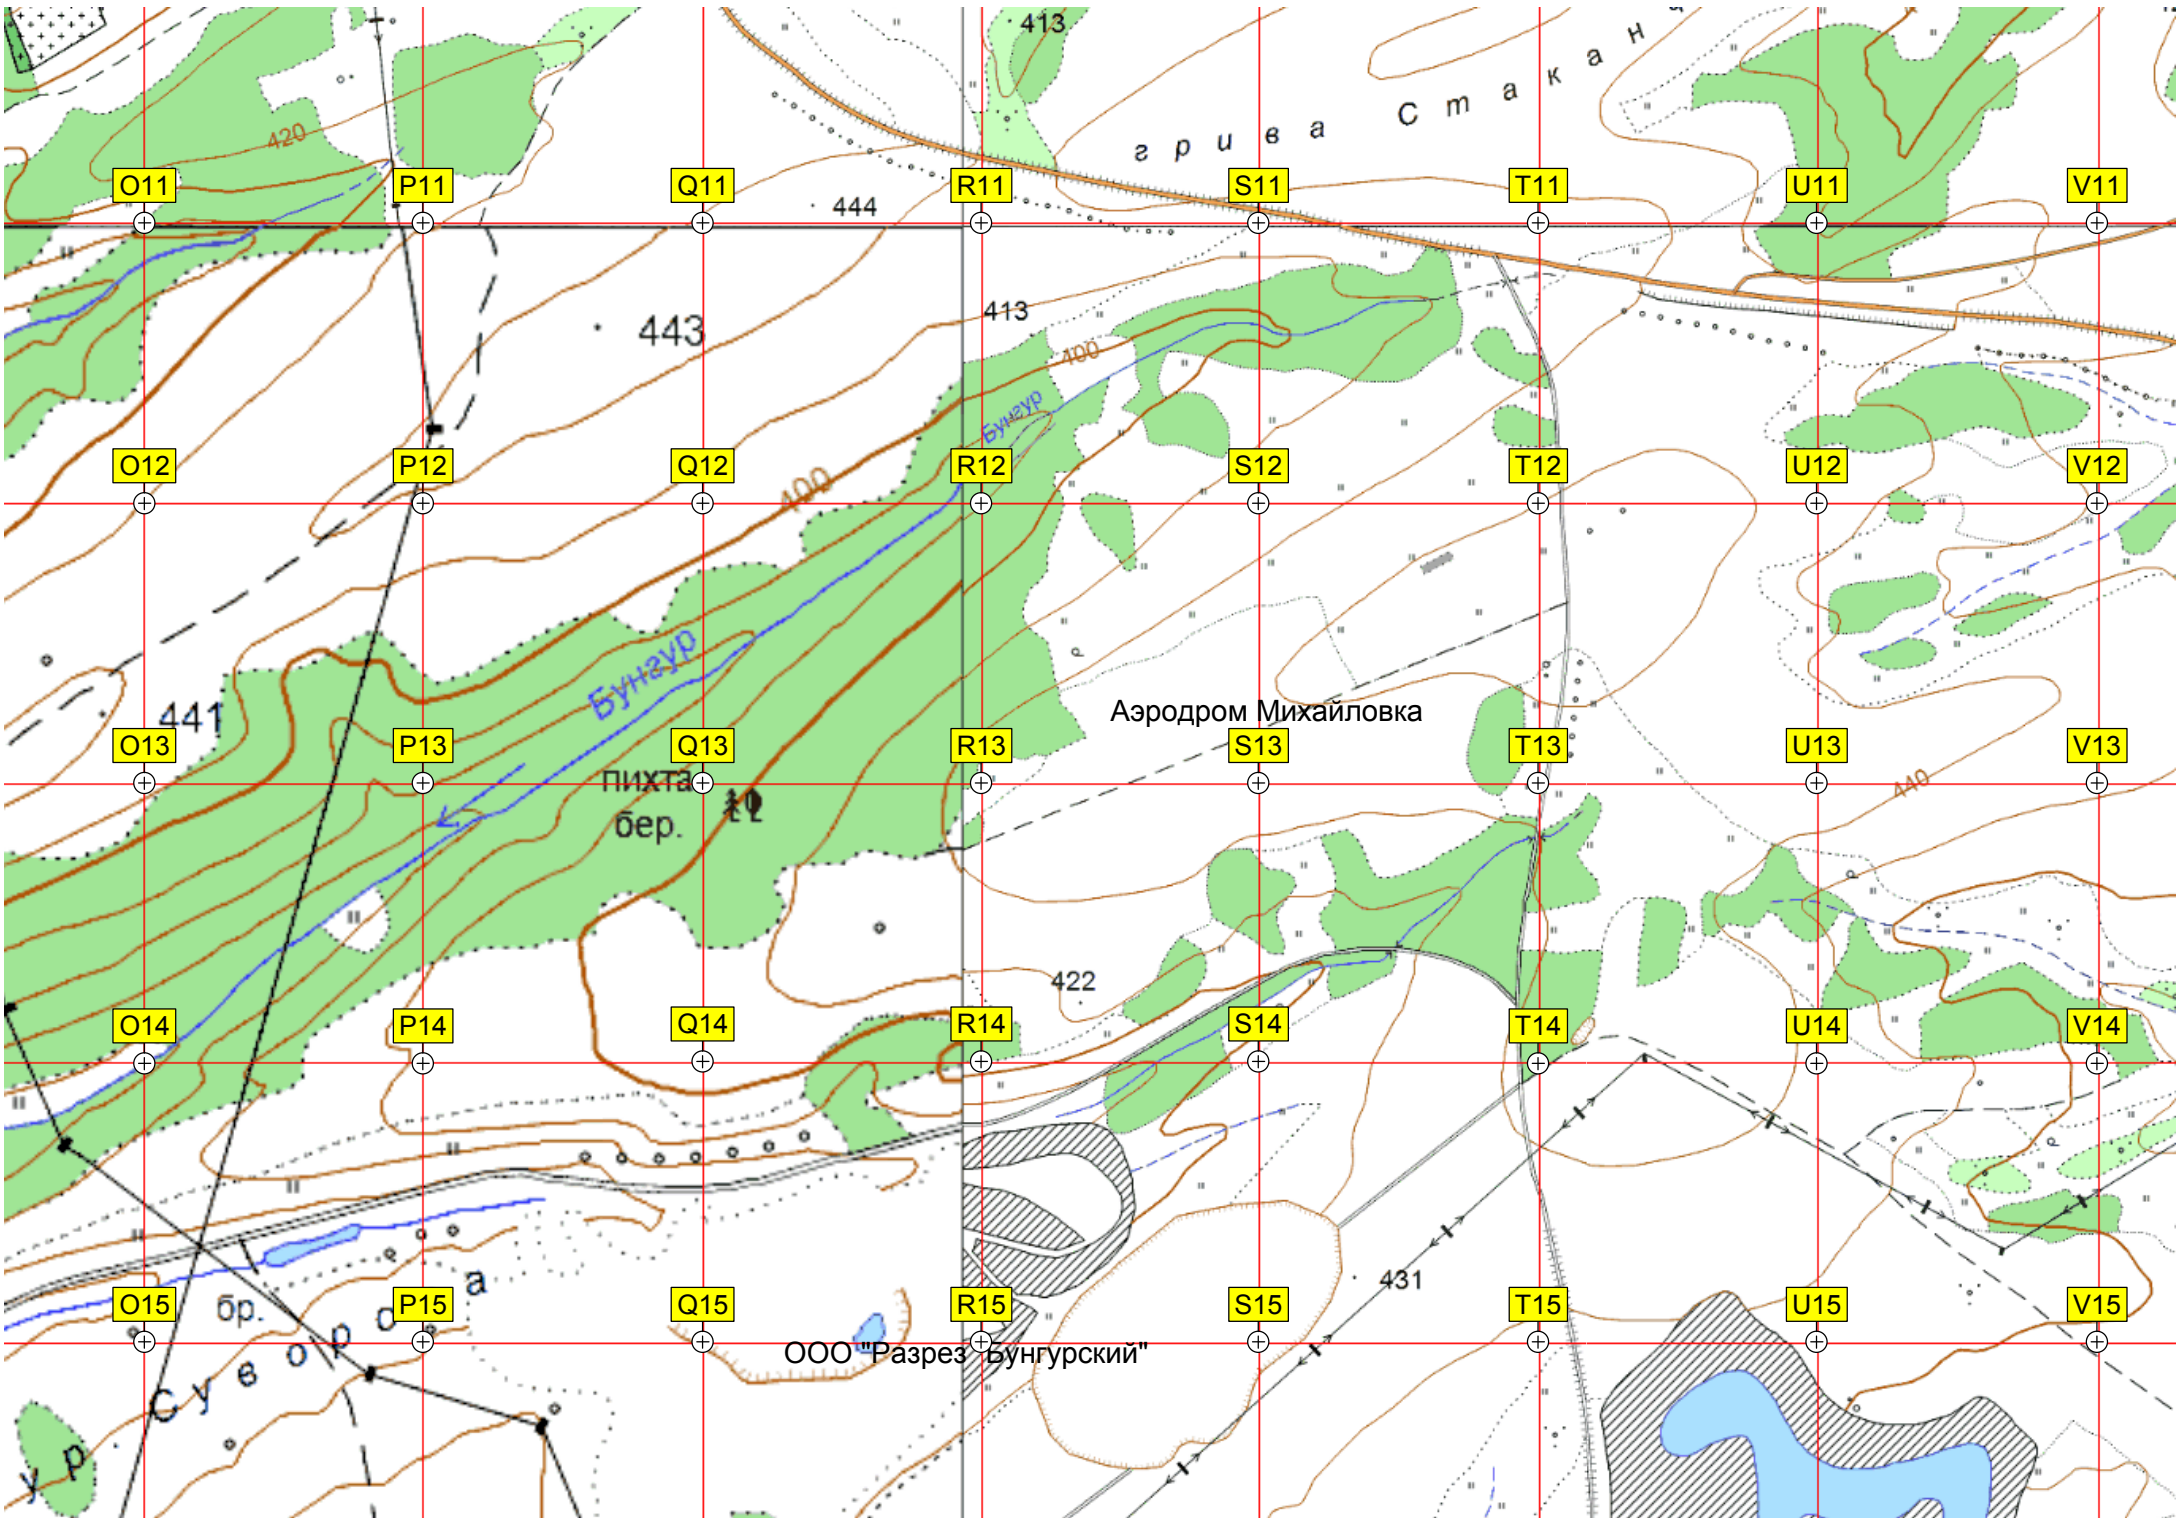 413
грива Стакан
420
O11 P11 Q11 R11 S11 T11 U11 V11
444
443
413
400
Бунгур
O12 P12 Q12 R12 S12 T12 U12 V12
400
Бунгур
441
Аэродром Михайловка
O13 P13 Q13 R13 S13 T13 U13 V13
пихта
бер.
440
422
O14 P14 Q14 R14 S14 T14 U14 V14
431
O15 P15 Q15 R15 S15 T15 U15 V15
бр.
ООО "Разрез "Бунгурский"
ур. Суворова